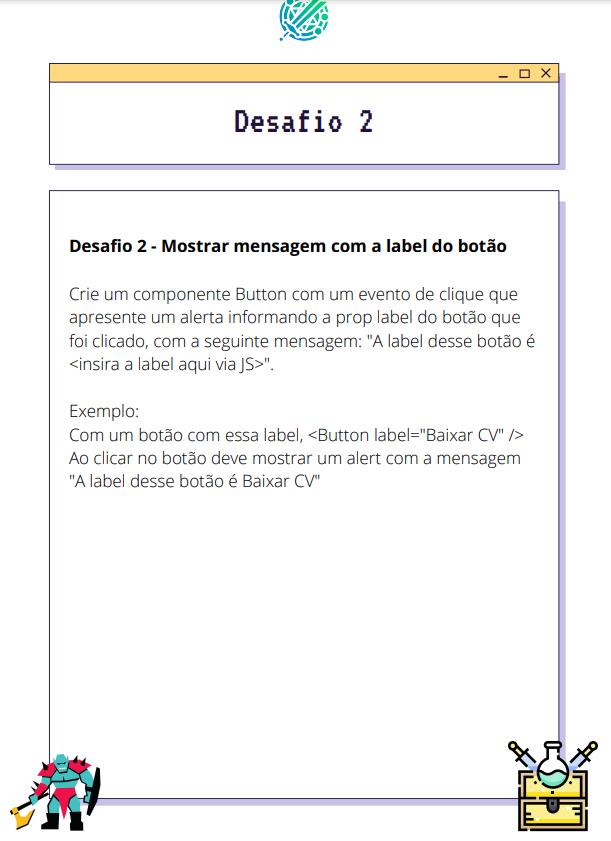 Desafio 2
Desafio 2 - Mostrar mensagem com a label do botão
Crie um componente Button com um evento de clique que
apresente um alerta informando a prop label do botão que
foi clicado, com a seguinte mensagem: "A label desse botão é
<insira a label aqui via JS>".
Exemplo:
Com um botão com essa label, <Button label="Baixar CV" />
Ao clicar no botão deve mostrar um alert com a mensagem
"A label desse botão é Baixar CV"